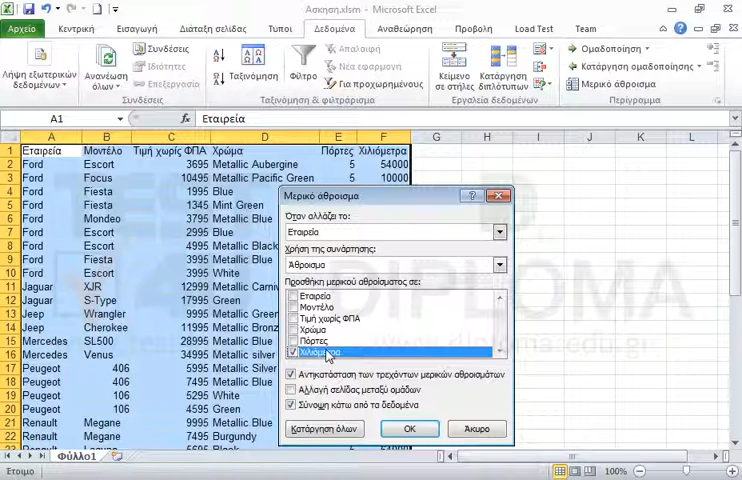 Ασκηση.xlsm - Microsoft Excel
Αρχείο Κεντρική Εισαγωγή Διάταξη σελίδας Τυποι Δεδομένα Αναθεώρηση Προβολή Load Test Team
Λήψη εξωτερικών δεδομένων
Ανανέωση όλων
Συνδέσεις
Ιδιότητες
Επεξεργασία
Συνδέσεις
Ταξινόμηση
Φίλτρο
Απαλοιφή
Νέα εφαρμογή
Για προχωρημένους
Ταξινόμηση & φιλτράρισμα
Κείμενο σε στήλες
Κατάργηση διπλότυπων
Εργαλεία δεδομένων
Ομαδοποίηση
Κατάργηση ομαδοποίησης
Μερικό άθροισμα
Περίγραμμα
A1 fx Εταιρεία
A B C D E F G H I J K L
1 Εταιρεία Μοντέλο Τιμή χωρίς ΦΠΑ Χρώμα Πόρτες Χιλιόμετρα
2 Ford Escort 3695 Metallic Aubergine 5 54000
3 Ford Focus 10495 Metallic Pacific Green 5 10000
4 Ford Fiesta 1995 Blue
5 Ford Fiesta 1345 Mint Green
6 Ford Mondeo 3795 Metallic Blue
7 Ford Fiesta 2995 Blue
8 Ford Escort 4295 Metallic Black
9 Ford Escort 3995 Metallic Blue
10 Ford Escort 3695 White
11 Jaguar XJR 12999 Metallic
12 Jaguar S-Type 17995 Green
13 Jeep Wrangler 9995 Metallic Blue
14 Jeep Cherokee 11995 Metallic
15 Mercedes SL500 28995 Metallic
16 Mercedes Venus 34995 Metallic silver
17 Peugeot 406 5995 Metallic Silver
18 Peugeot 406 7495 Metallic Blue
19 Peugeot 106 5295 White
20 Peugeot 106 4595 Green
21 Renault Megane 9995 Metallic Blue
22 Renault Megane 7495 Burgundy
Μερικό άθροισμα
Όταν αλλάζει το:
Εταιρεία
Χρήση της συνάρτησης:
Άθροισμα
Προσθήκη μερικού αθροίσματος σε:
Εταιρεία
Μοντέλο
Τιμή χωρίς ΦΠΑ
Χρώμα
Πόρτες
Χιλιόμετρα
Αντικατάσταση των τρεχόντων μερικών αθροισμάτων
Αλλαγή σελίδας μεταξύ ομάδων
Σύνοψη κάτω από τα δεδομένα
Κατάργηση όλων OK Άκυρο
Φύλλο1
Έτοιμο 100%
TEST
4U
DIPLOMA